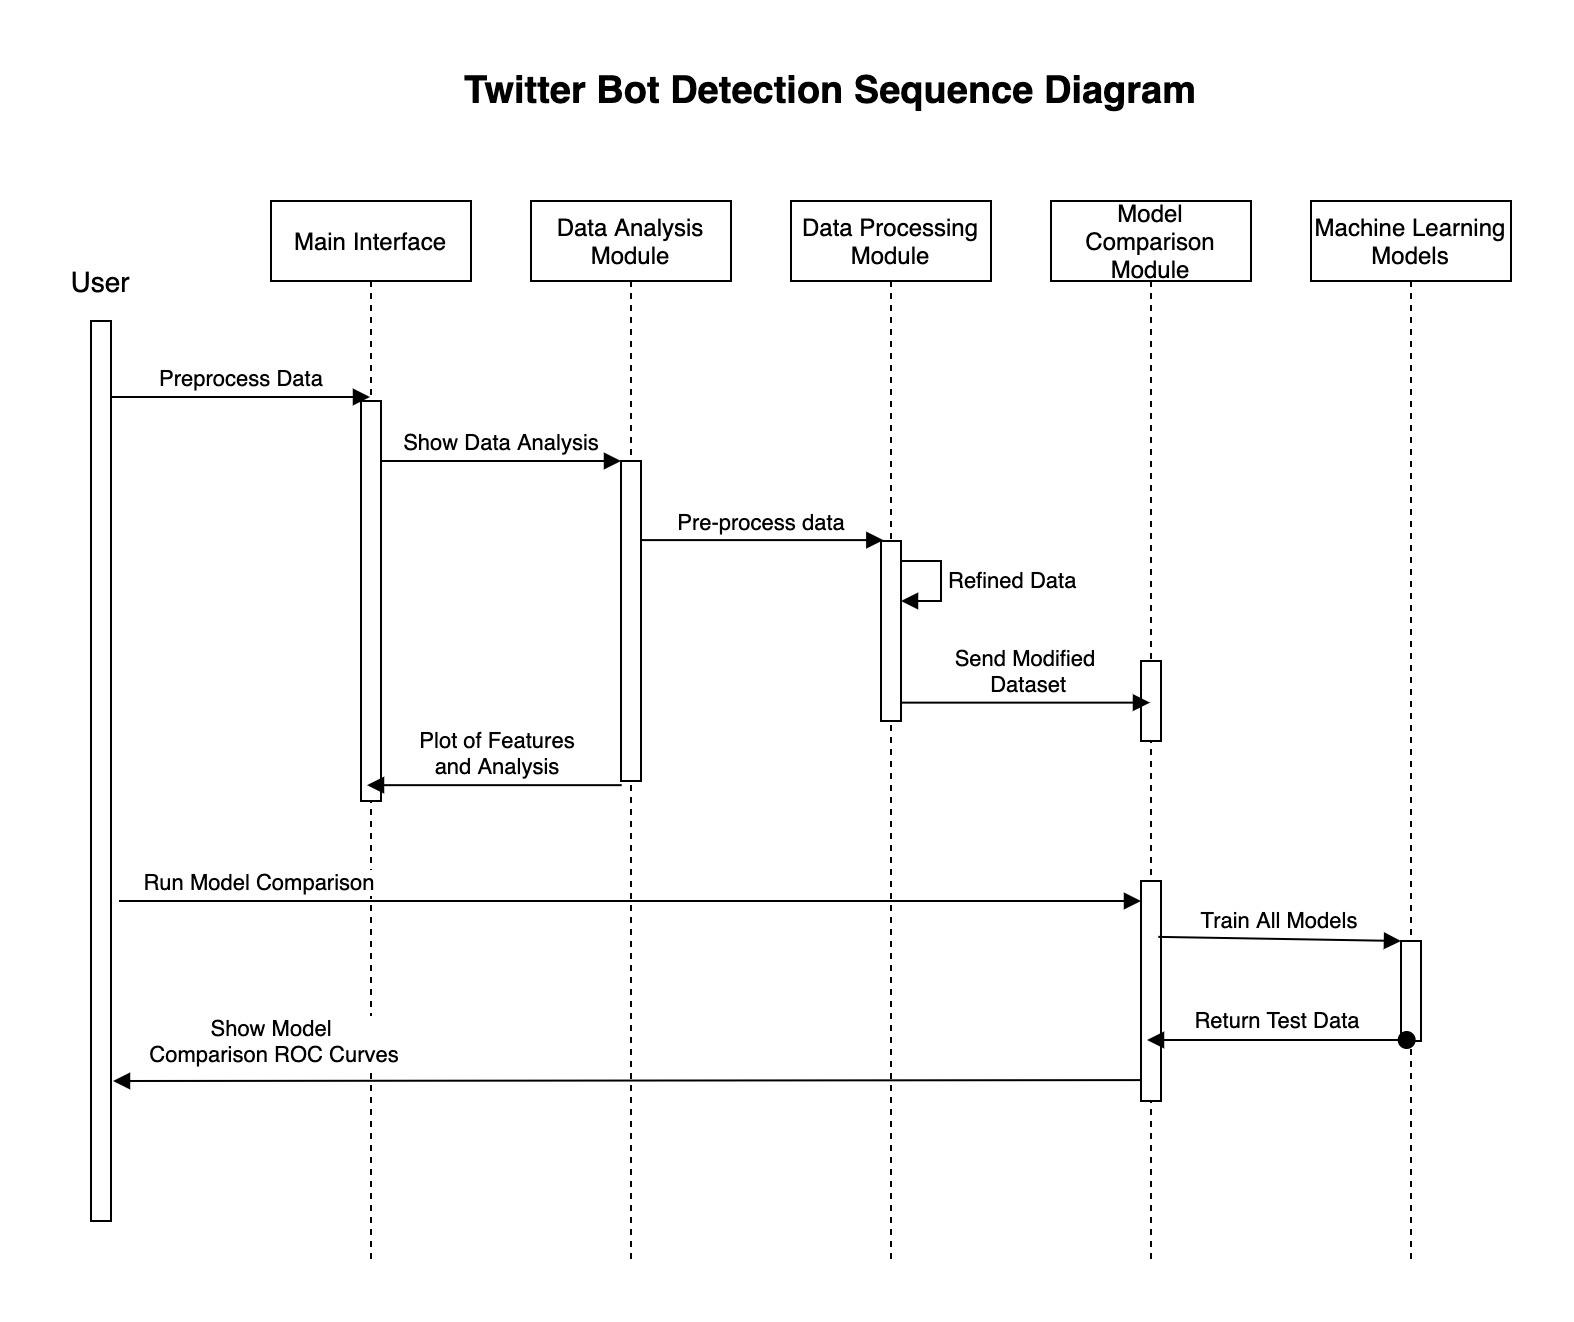 Twitter Bot Detection Sequence Diagram
User
Main Interface
Data Analysis
Module
Data Processing
Module
Model
Comparison
Module
Machine Learning
Models
Preprocess Data
Show Data Analysis
Pre-process data
Refined Data
Send Modified
Dataset
Plot of Features
and Analysis
Run Model Comparison
Train All Models
Return Test Data
Show Model
Comparison ROC Curves